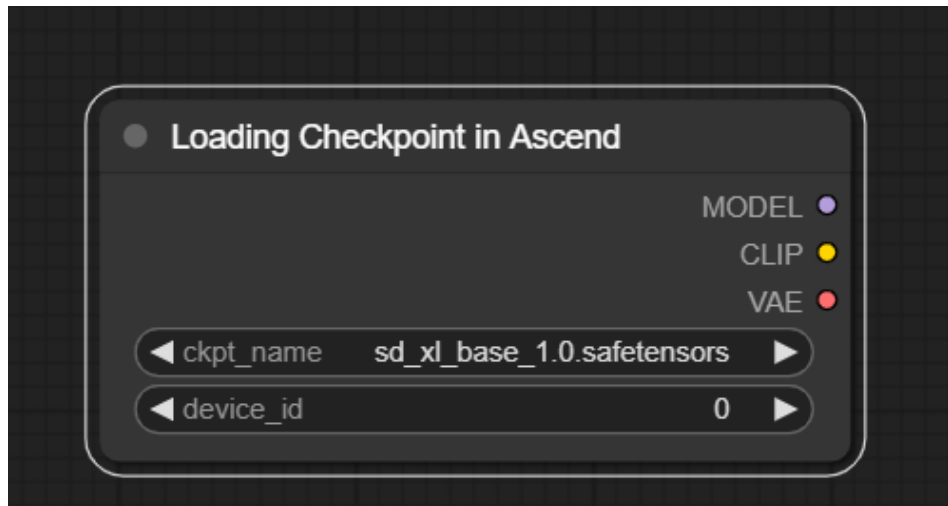 Loading Checkpoint in Ascend
MODEL
CLIP
VAE
ckpt_name sd_xl_base_1.0.safetensors
device_id 0